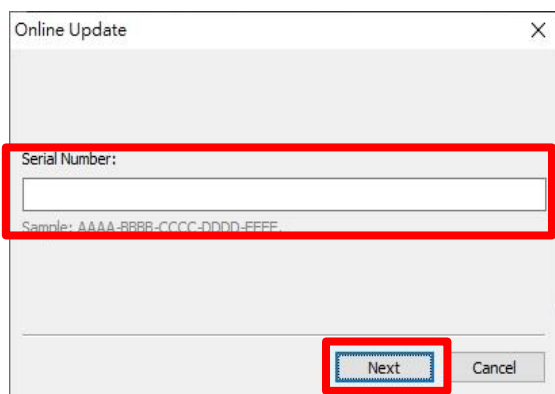 Online Update
Serial Number:
Sample: AAAA-BBBB-CCCC-DDDD-EEEE.
Next
Cancel